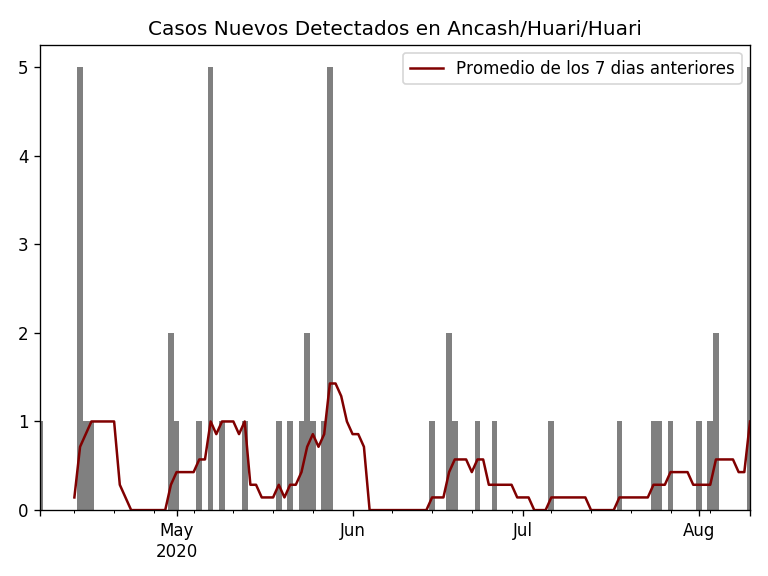 Casos Nuevos Detectados en Ancash/Huari/Huari
Promedio de los 7 dias anteriores
5
4
3
2
1
0
May
2020
Jun
Jul
Aug